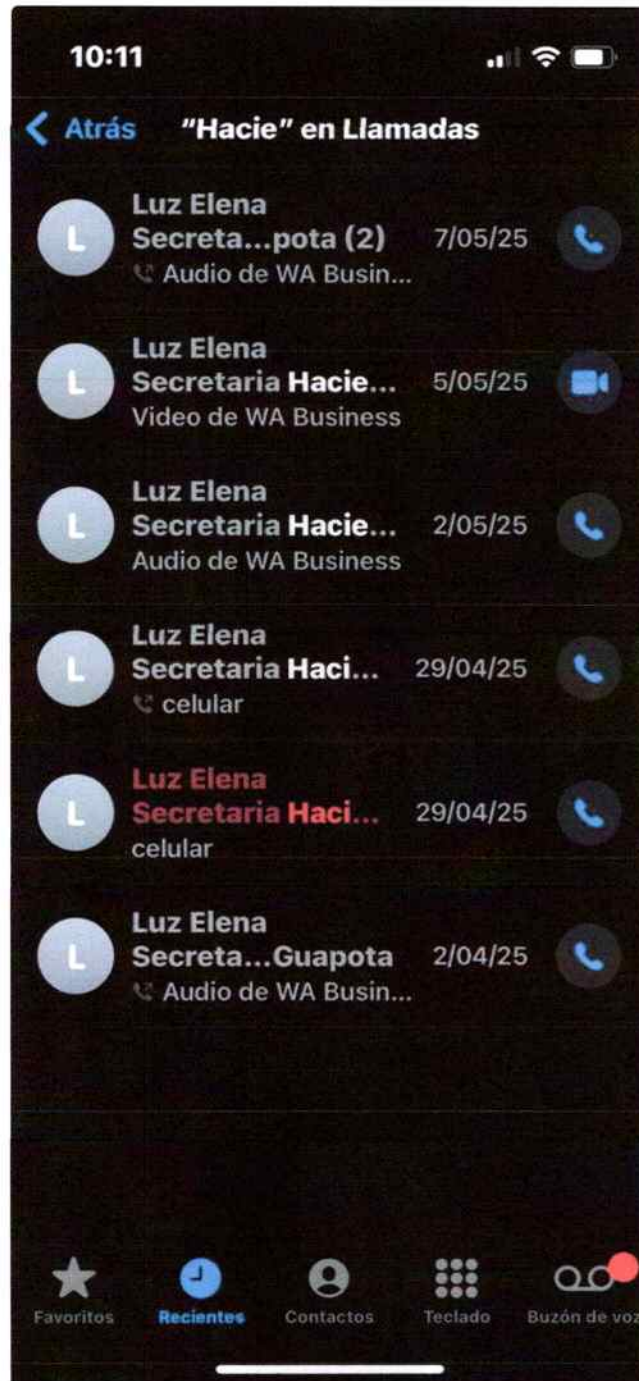 10:11
Atrás "Hacie" en Llamadas
L
Luz Elena
Secreta...pota (2) 7/05/25
Audio de WA Busin...
L
Luz Elena
Secretaria Hacie... 5/05/25
Video de WA Business
L
Luz Elena
Secretaria Hacie... 2/05/25
Audio de WA Business
L
Luz Elena
Secretaria Haci... 29/04/25
celular
L
Luz Elena
Secretaria Haci... 29/04/25
celular
L
Luz Elena
Secreta...Guapota 2/04/25
Audio de WA Busin...
Favoritos Recientes Contactos Teclado Buzón de voz